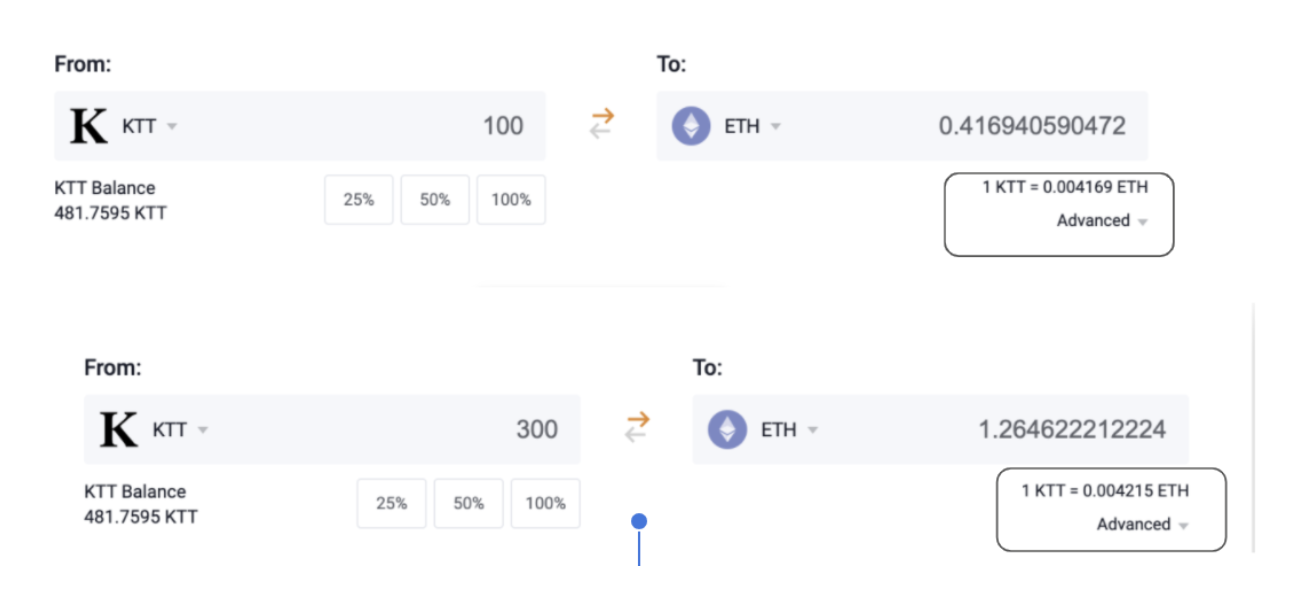 From:
To:
K KTT
100
ETH
0.416940590472
KTT Balance
481.7595 KTT
25%
50%
100%
1 KTT = 0.004169 ETH
Advanced
From:
To:
K KTT
300
ETH
1.264622212224
KTT Balance
481.7595 KTT
25%
50%
100%
1 KTT = 0.004215 ETH
Advanced